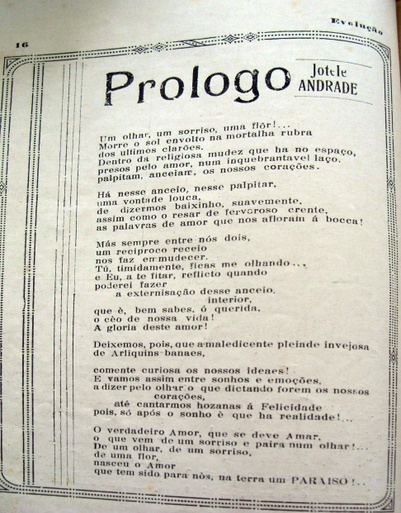 Evolução
16
Prologo
Jotele
ANDRADE
Um olhar, um sorriso, uma flôr!...
Morre o sol envolto na mortalha rubra
dos ultimos clarões.
Dentro da religiosa mudez que ha no espaço,
presos pelo amor, num inquebrantavel laço.
palpitam, anceiam, os nossos corações.
Há nesse anceio, nesse palpitar,
uma vontade louca,
de dizermos baixinho, suavemente,
assim como o resar de fervoroso crente,
as palavras de amor que nos afloram á bocca!
Más sempre entre nós dois,
um reciproco receio
nos faz emmudecer.
Tú, timidamente, ficas me olhando...
e Eu, a te fitar, reflicto quando
poderei fazer
a externisação desse anceio,
interior,
que è, bem sabes, ó querida,
o cèo de nossa vida!
A gloria deste amor!
Deixemos, pois, que a maledicente pleiade invejosa
de Arliquins banaes,
comente curiosa os nossos ideaes!
E vamos assim entre sonhos e emoções,
a dizer pelo olhar o que dictando forem os nossos
corações,
até cantarmos hozanas á Felicidade
pois, só após o sonho è que ha realidade!...
O verdadeiro Amor, que se deve Amar,
o que vem de um sorriso e paira num olhar!...
De um olhar, de um sorriso,
de uma flor,
nasceu o Amor
que tem sido para nòs, na terra um PARAISO!..